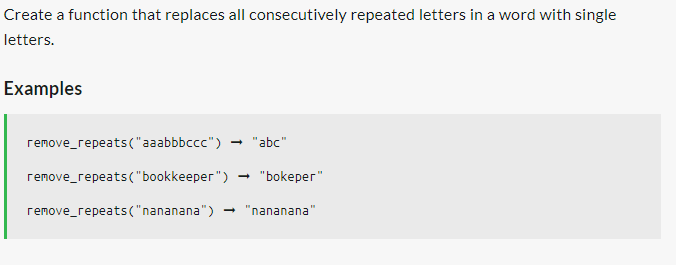 Create a function that replaces all consecutively repeated letters in a word with single
letters.
Examples
remove_repeats("aaabbbccc") ➞ "abc"
remove_repeats("bookkeeper") ➞ "bokeper"
remove_repeats("nananana") ➞ "nananana"